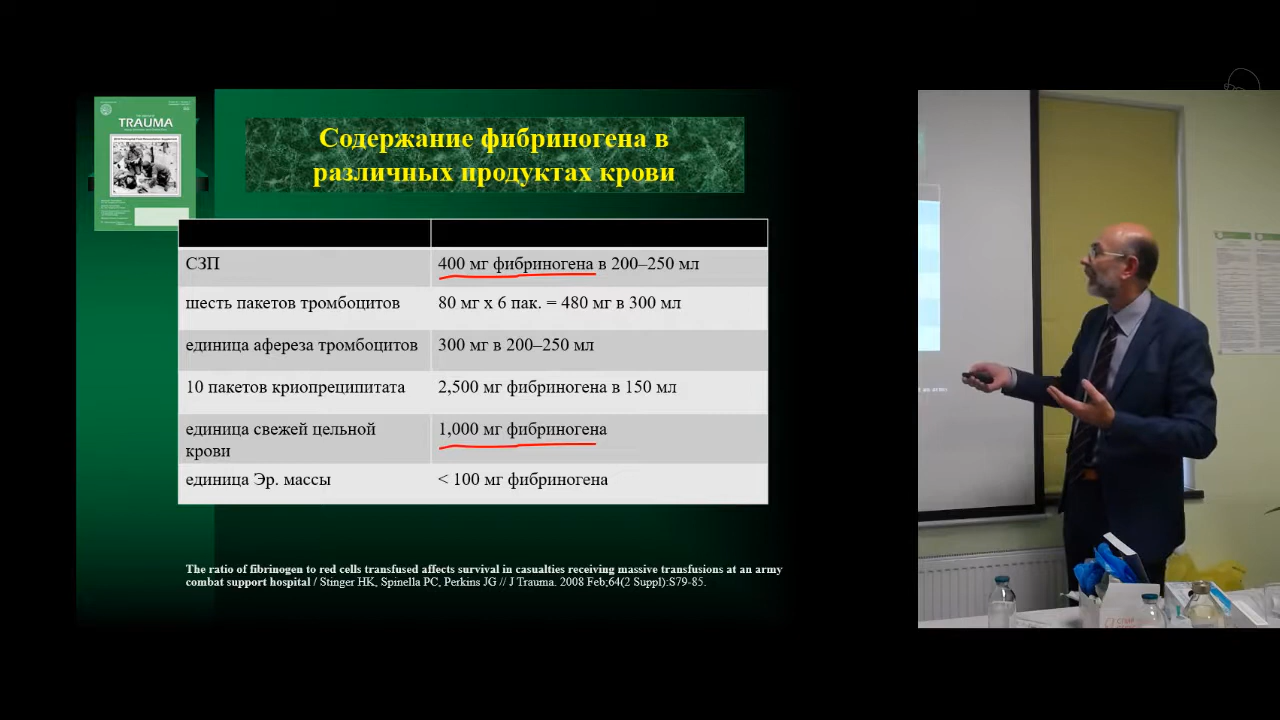 TRAUMA
Содержание фибриногена в
различных продуктах крови
СЗП
400 мг фибриногена в 200–250 мл
шесть пакетов тромбоцитов
80 мг х 6 пак. = 480 мг в 300 мл
единица афереза тромбоцитов
300 мг в 200–250 мл
10 пакетов криопреципитата
2,500 мг фибриногена в 150 мл
единица свежей цельной
крови
1,000 мг фибриногена
единица Эр. массы
< 100 мг фибриногена
The ratio of fibrinogen to red cells transfused affects survival in casualties receiving massive transfusions at an army
combat support hospital / Stinger HK, Spinella PC, Perkins JG // J Trauma. 2008 Feb;64(2 Suppl):S79-85.